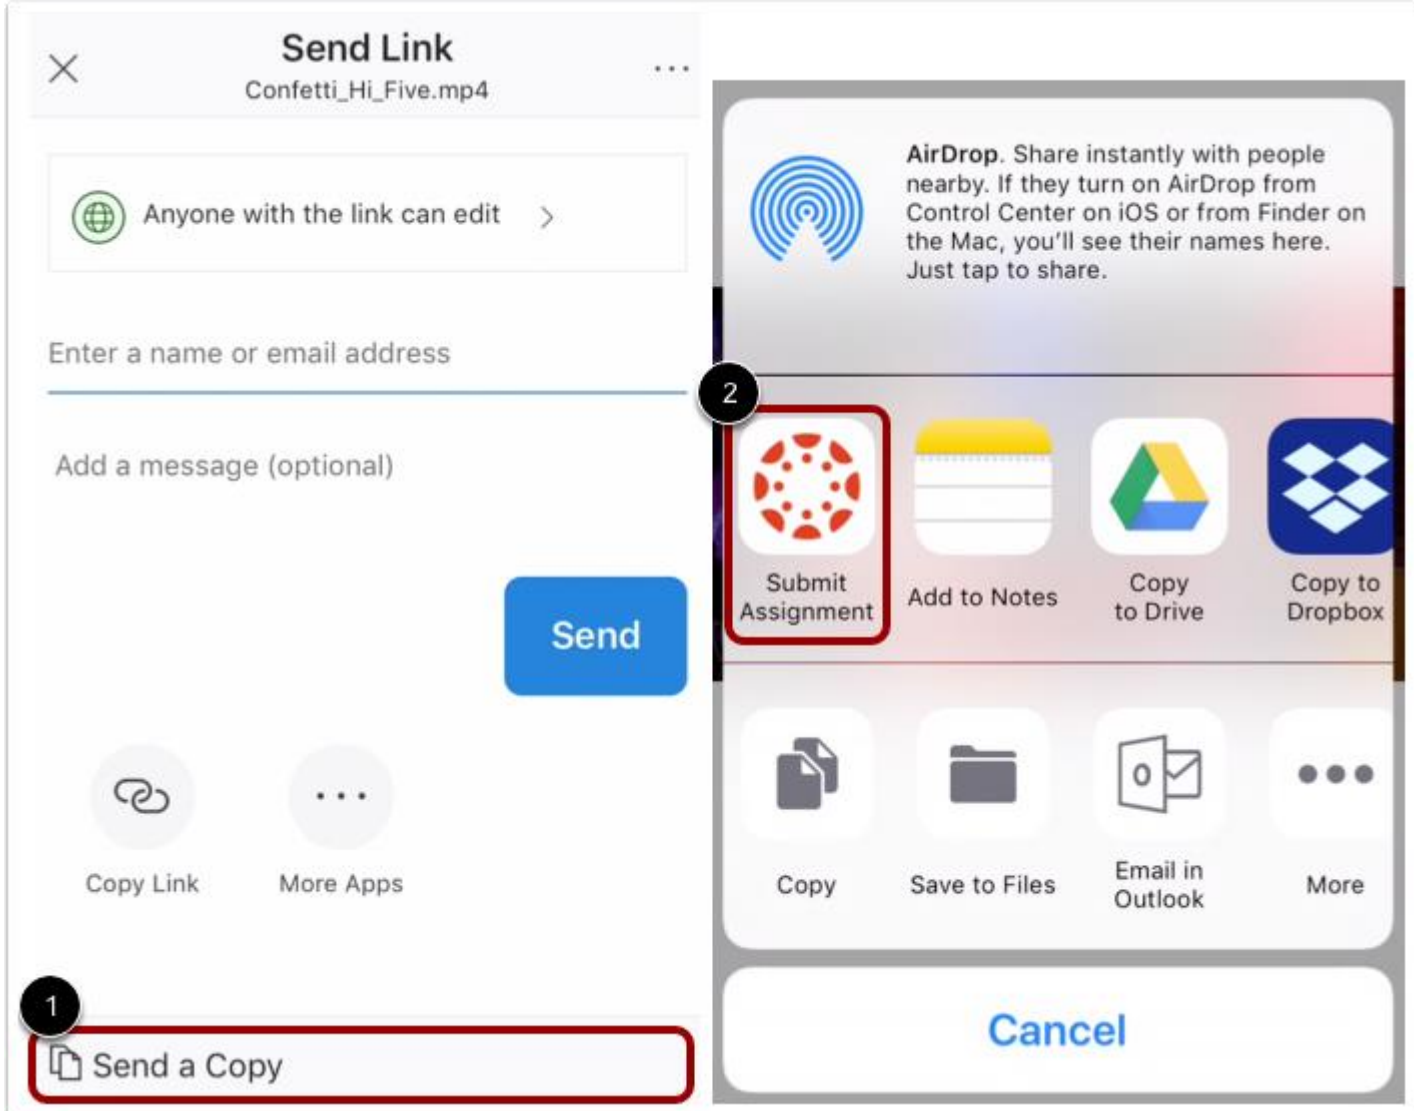 Send Link
Confetti_Hi_Five.mp4
Anyone with the link can edit
Enter a name or email address
Add a message (optional)
Send
Copy Link
More Apps
1
Send a Copy
AirDrop. Share instantly with people
nearby. If they turn on AirDrop from
Control Center on iOS or from Finder on
the Mac, you'll see their names here.
Just tap to share.
2
Submit
Assignment
Add to Notes
Copy
to Drive
Copy to
Dropbox
Copy
Save to Files
Email in
Outlook
More
Cancel